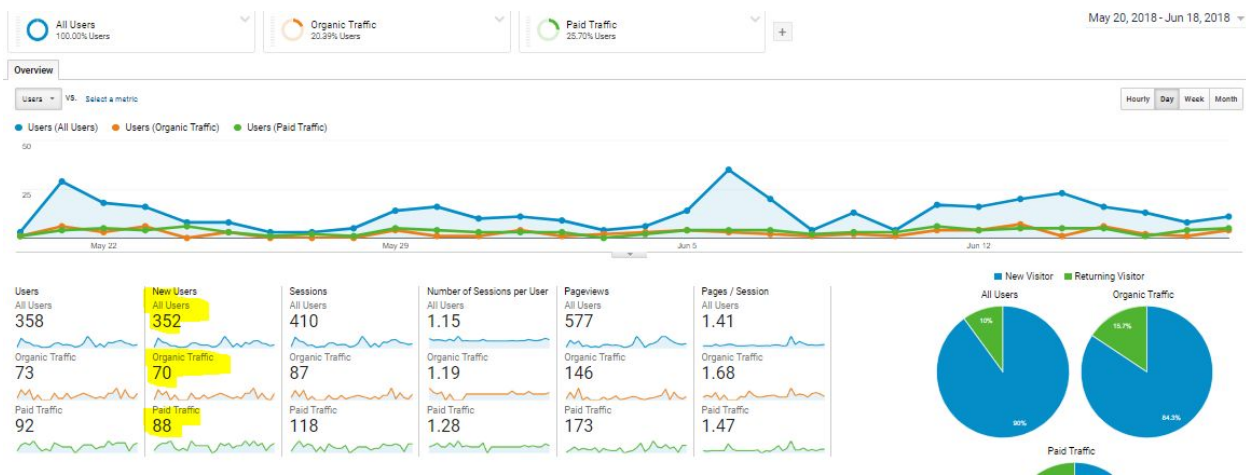 All Users
100.00% Users
Organic Traffic
20.39% Users
Paid Traffic
25.70% Users
+
May 20, 2018 - Jun 18, 2018
Overview
Users VS. Select a metric
Hourly Day Week Month
Users (All Users) Users (Organic Traffic) Users (Paid Traffic)
50
25
May 22 May 29 Jun 5 Jun 12
New Visitor Returning Visitor
Users New Users Sessions Number of Sessions per User Pageviews Pages / Session
All Users All Users All Users All Users All Users All Users
358 352 410 1.15 577 1.41
Organic Traffic Organic Traffic Organic Traffic Organic Traffic Organic Traffic Organic Traffic
73 70 87 1.19 146 1.68
Paid Traffic Paid Traffic Paid Traffic Paid Traffic Paid Traffic Paid Traffic
92 88 118 1.28 173 1.47
All Users Organic Traffic
10% 15.7%
90% 84.3%
Paid Traffic